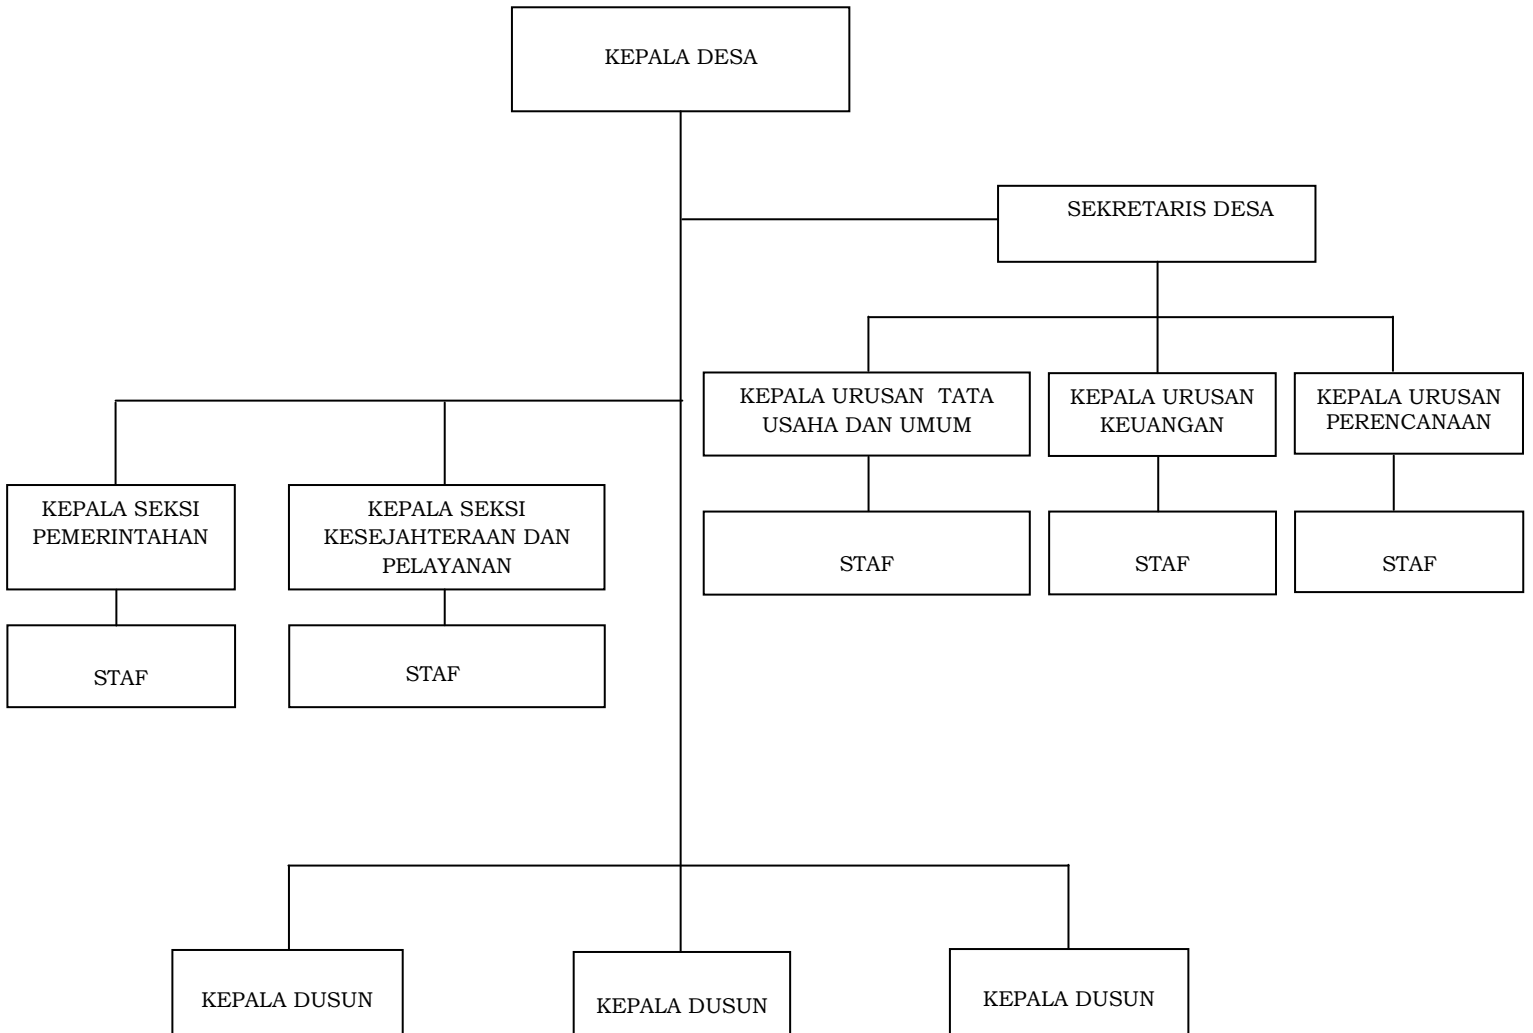 KEPALA DESA
SEKRETARIS DESA
KEPALA URUSAN TATA
USAHA DAN UMUM
KEPALA URUSAN
KEUANGAN
KEPALA URUSAN
PERENCANAAN
KEPALA SEKSI
PEMERINTAHAN
KEPALA SEKSI
KESEJAHTERAAN DAN
PELAYANAN
STAF
STAF
STAF
STAF
STAF
KEPALA DUSUN
KEPALA DUSUN
KEPALA DUSUN